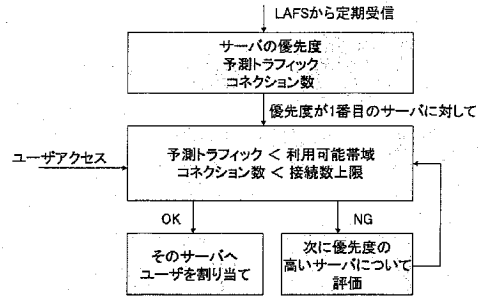 LAFSから定期受信
サーバの優先度
予測トラフィック
コネクション数
優先度が1番目のサーバに対して
ユーザアクセス
予測トラフィック < 利用可能帯域
コネクション数 < 接続数上限
OK
NG
そのサーバへ
ユーザを割り当て
次に優先度の
高いサーバについて
評価